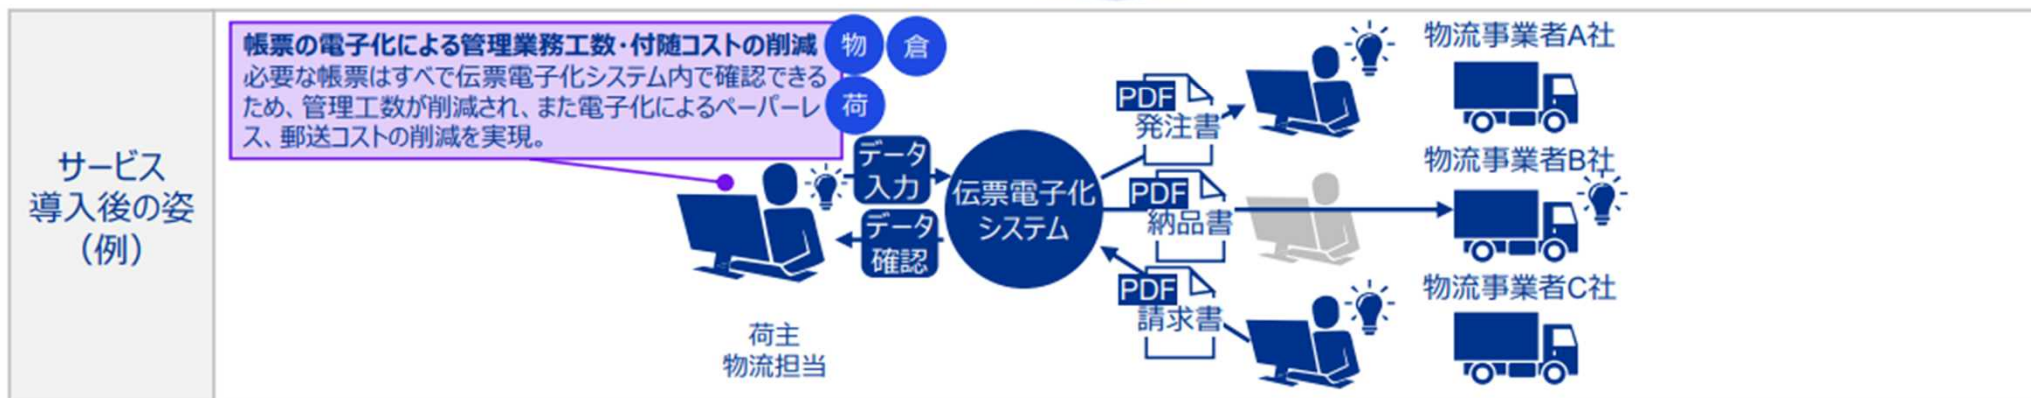 サービス
導入後の姿
（例）
帳票の電子化による管理業務工数・付随コストの削減
必要な帳票はすべて伝票電子化システム内で確認できる
ため、管理工数が削減され、また電子化によるペーパーレ
ス、郵送コストの削減を実現。
物
倉
荷
データ
入力
データ
確認
荷主
物流担当
伝票電子化
システム
PDF
発注書
PDF
納品書
PDF
請求書
物流事業者A社
物流事業者B社
物流事業者C社